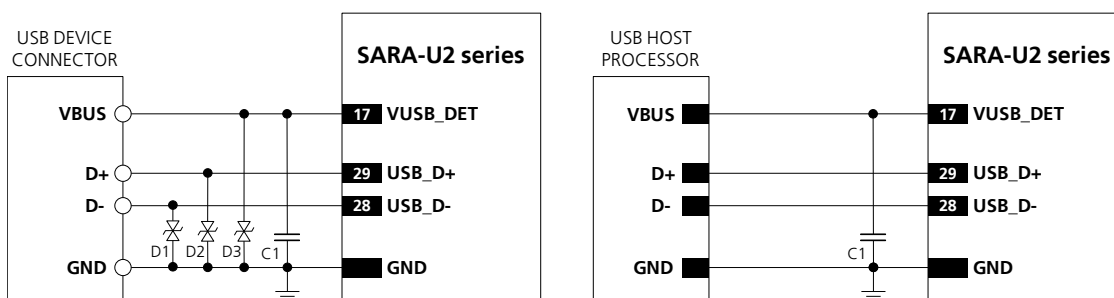 USB DEVICE
CONNECTOR
SARA-U2 series
VBUS
17 VUSB_DET
D+
29 USB_D+
D-
28 USB_D-
D1 D2 D3 C1
GND
GND
USB HOST
PROCESSOR
SARA-U2 series
VBUS
17 VUSB_DET
D+
29 USB_D+
D-
28 USB_D-
C1
GND
GND